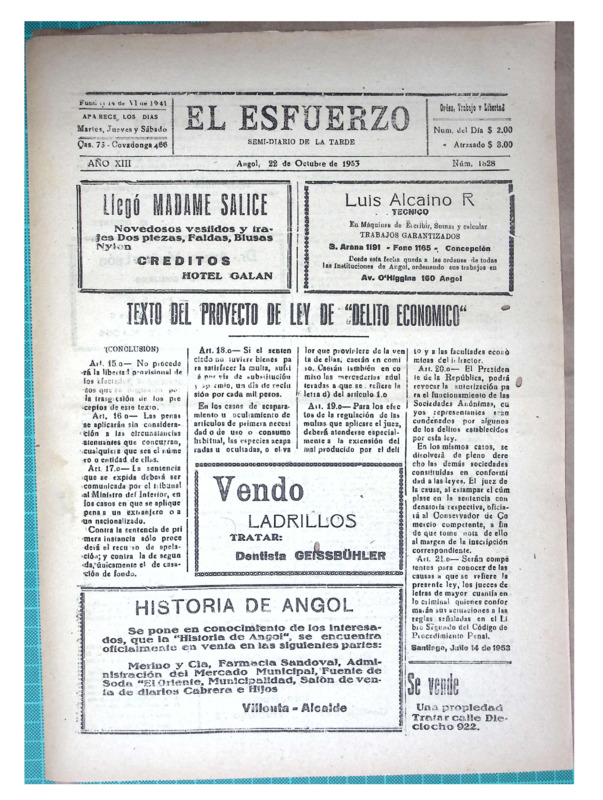 Fund. el 14 de VI de 1941
APARECE LOS DIAS
Martes, Jueves y Sábado
Cas. 75 - Covadonga 466
EL ESFUERZO
SEMI-DIARIO DE LA TARDE
Orden, Trabajo y Libertad
Num. del Día $ 2.00
" Atrasado $ 3.00
AÑO XIII
Angol, 22 de Octubre de 1953
Núm. 1828
Llegó MADAME SALICE
Novedosos vestidos y tra-
jes Dos piezas, Faldas, Blusas
Nylon
CREDITOS
HOTEL GALAN
Luis Alcaino R
TECNICO
En Máquina de Escribir, Sumas y calcular
TRABAJOS GARANTIZADOS
B. Arana 1191 - Fono 1165 - Concepción
Desde esta fecha queda a las ordenes de todas
las Instituciones de Angol, ordenando sus trabajos en
Av. O'Higgins 160 Angol
TEXTO DEL PROYECTO DE LEY DE "DELITO ECONOMICO"
(CONCLUSION)
Art. 15.o— No procede
rá la libertad provisional de
los
dos que
la trasgresión de los pre
ceptos de este texto.
Art. 16 o— Las penas
se aplicarán sin considera-
ción a las circunstancias
atenuantes que concurran,
cualquiera que sea el núme
ro o entidad de ellas.
Art. 17.o— La sentencia
que se expida deberá ser
comunicada por el tribunal
al Ministro del Interior, en
los casos en que se aplique
pena a un extranjero o a
un nacionalizado.
Contra la sentencia de pri
mera instancia sólo proce
derá el recurso de apela-
ción; y contra la de segun
da, únicamente el de casa-
ción de fondo.
Art. 18.o— Si el senten
ciado no tuviere bienes pa
ra satisfacer la multa, sufri
á por vía de substitución
y apremio, un día de reclu
sión por cada mil pesos.
En los casos de acapara-
miento u ocultamiento de
artículos de primera necesi
dad o de uso o consumo
habitual, las especies acapa
radas u ocultadas, o el va
lor que proviniere de la ven
ta de ellas, caerán en comi
so. Caerán también en co
miso las mercaderías adul
teradas a que se refiere la
letra d) del artículo 1.o
Art. 19.o— Para los efec
tos de la regulación de las
multas que aplique el juez,
deberá atenderse especial-
mente a la extensión del
mal producido por el deli
to y a las facultades econó
micas del infractor.
Art. 20.o— El Presiden
te de la República, podrá
revocar la autorización pa
ra el funcionamiento de las
Sociedades Anónimas, cu
yos representantes sean
condenados por algunos
de los delitos establecidos
por esta ley.
En los mismos casos, se
disolverá de pleno dere
cho las demás sociedades
constituidas en conformi
dad a las leyes. El juez de
la causa, al estampar el cúm
plase en la sentencia con
denatoria respectiva, oficia-
rá al Conservador de Co
mercio competente, a fin
de que tome nota de ello
al margen de la inscripción
correspondiente.
Art. 21.o— Serán compe
tentes para conocer de las
causas a que se refiere la
presente ley, los jueces de
letras de mayor cuantía en
lo criminal quienes confor
marán sus actuaciones a las
reglas señaladas en el Li
bro Segundo del Código de
Procedimiento Penal.
Santiago, Julio 14 de 1953
Vendo
LADRILLOS
TRATAR:
Dentista GEISSBÜHLER
HISTORIA DE ANGOL
Se pone en conocimiento de los interesa-
dos, que la "Historia de Angol", se encuentra
oficialmente en venta en las siguientes partes:
Merino y Cia, Farmacia Sandoval, Admi-
nistración del Mercado Municipal, Fuente de
Soda "El Oriente, Municipalidad, Salón de ven-
ta de diarios Cabrera e Hijos
Villouta - Alcalde
Se vende
Una propiedad
Tratar calle Die-
ciocho 922.